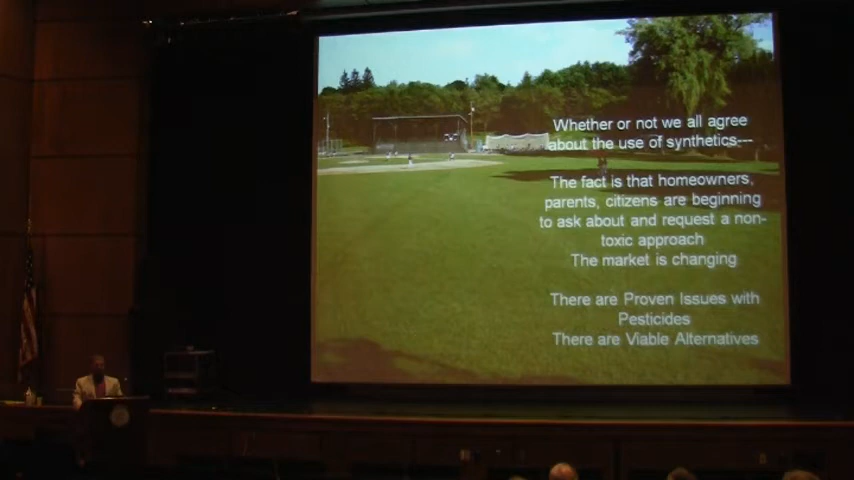 Whether or not we all agree
about the use of synthetics---
The fact is that homeowners,
parents, citizens are beginning
to ask about and request a non-
toxic approach
The market is changing
There are Proven Issues with
Pesticides
There are Viable Alternatives